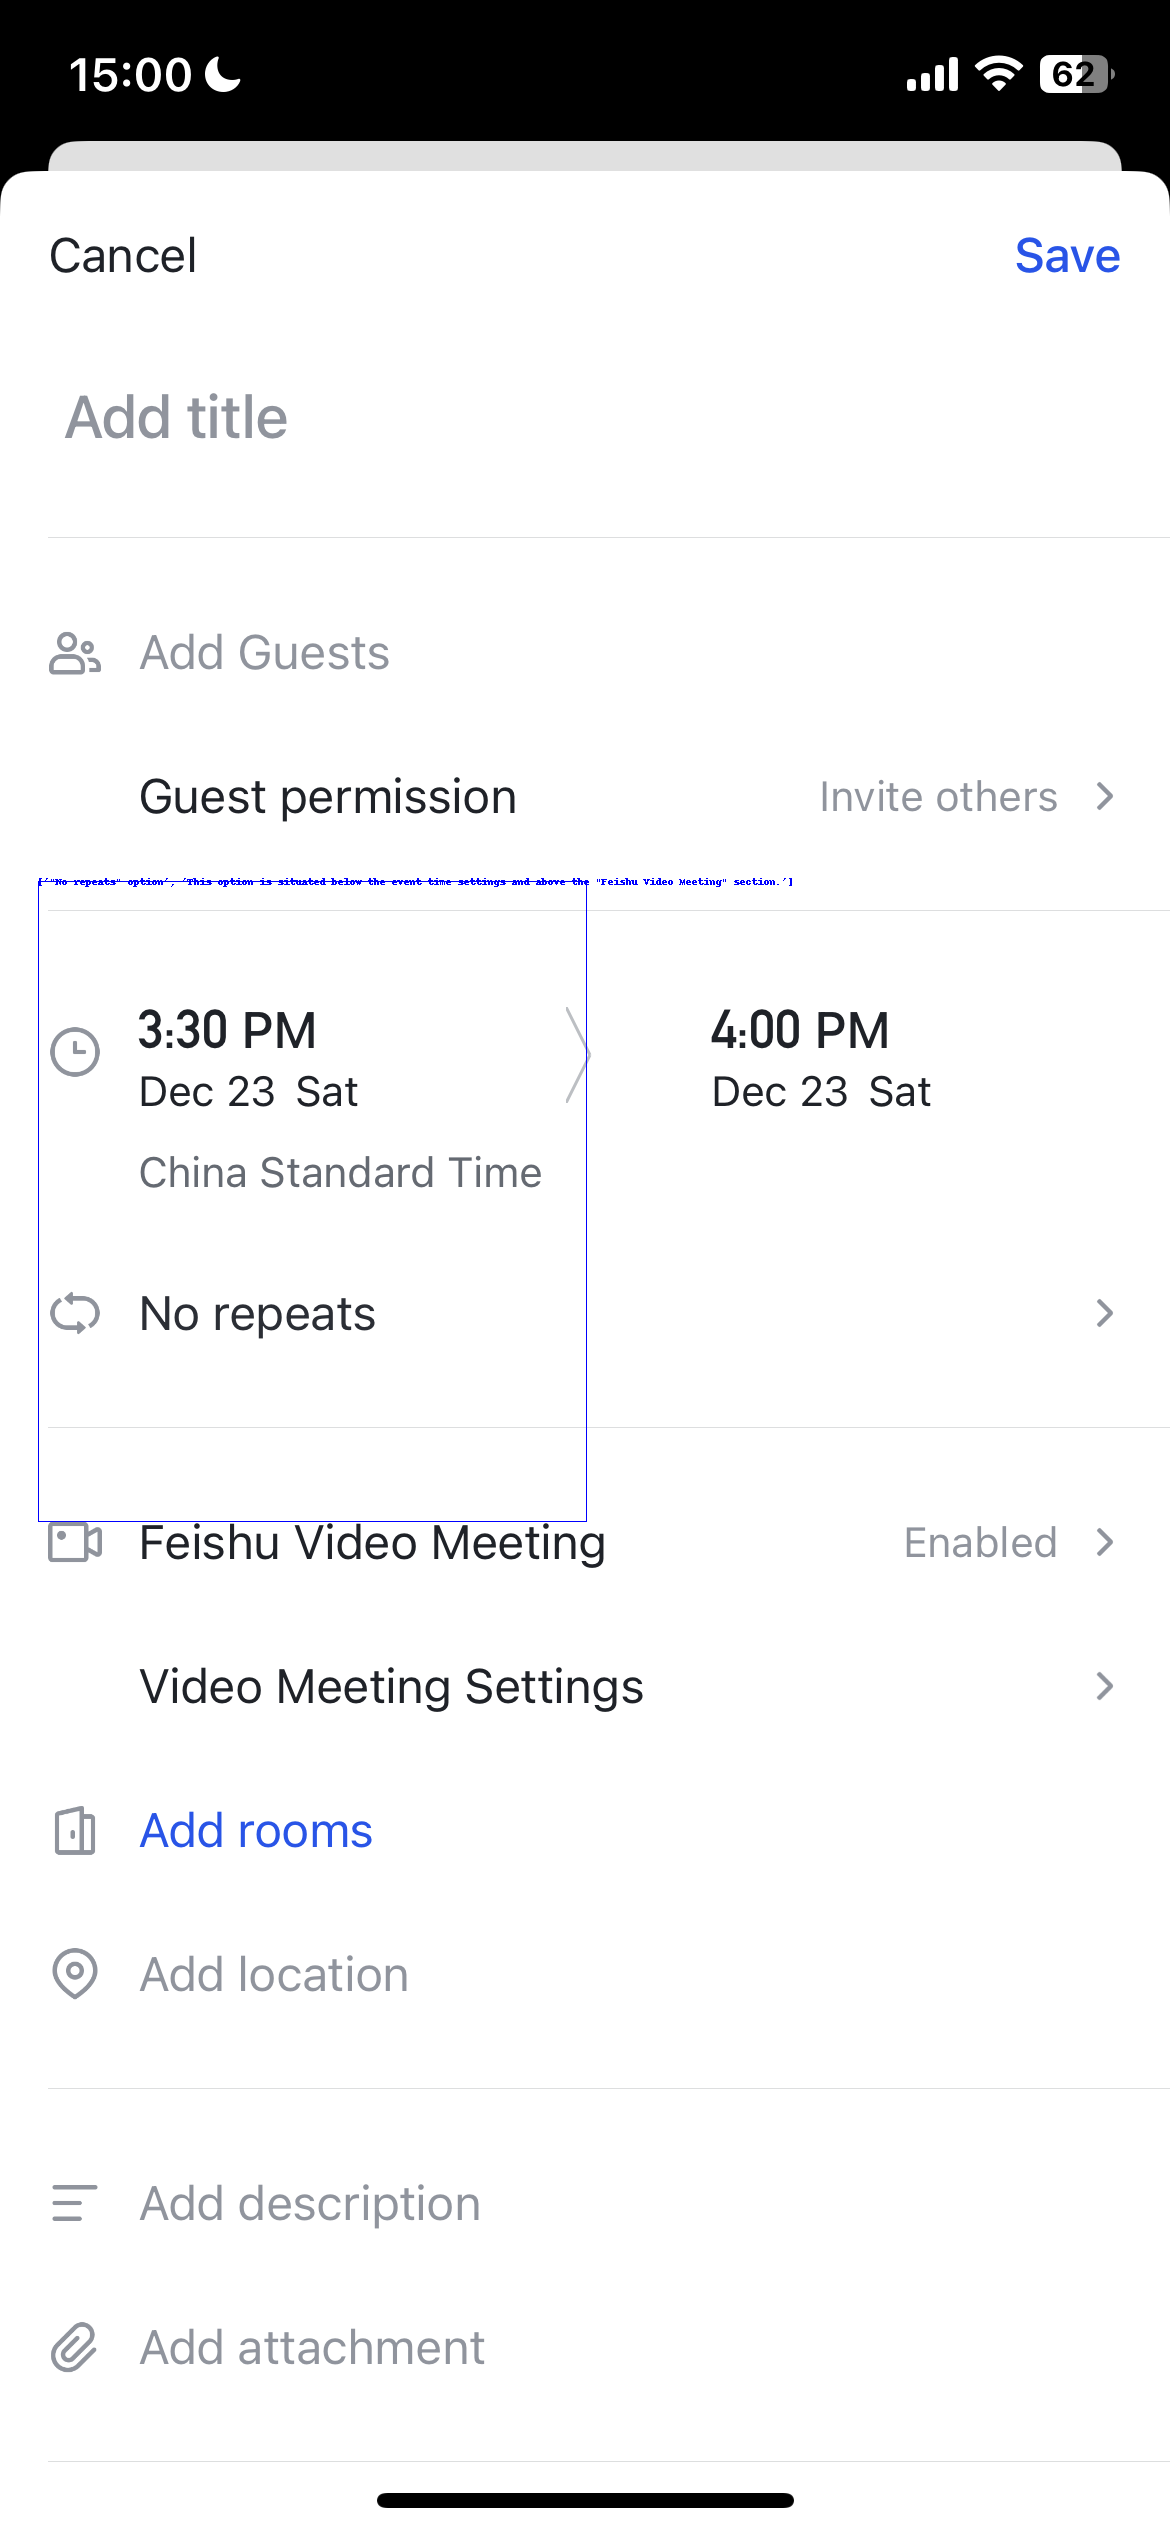 15:00
62
Cancel
Save
Add title
Add Guests
Guest permission
Invite others
['"No repeats" option', 'This option is situated below the event time settings and above the "Feishu Video Meeting" section.']
3:30 PM
4:00 PM
Dec 23 Sat
Dec 23 Sat
China Standard Time
No repeats
Feishu Video Meeting
Enabled
Video Meeting Settings
Add rooms
Add location
Add description
Add attachment